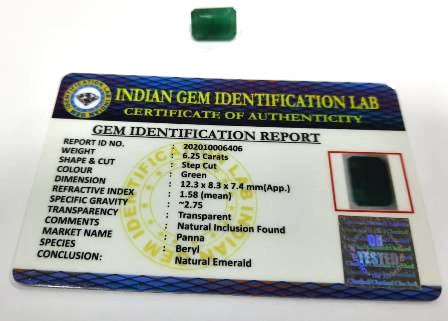 INDIAN GEM IDENTIFICATION LAB
CERTIFICATE OF AUTHENTICITY
GEM IDENTIFICATION REPORT
REPORT ID NO. : 202010006406
WEIGHT : 6.25 Carats
SHAPE & CUT : Step Cut
COLOUR : Green
DIMENSION : 12.3 x 8.3 x 7.4 mm(App.)
REFRACTIVE INDEX : 1.58 (mean)
SPECIFIC GRAVITY : ~2.75
TRANSPARENCY : Transparent
COMMENTS : Natural Inclusion Found
MARKET NAME : Panna
SPECIES : Beryl
CONCLUSION: : Natural Emerald
TESTED